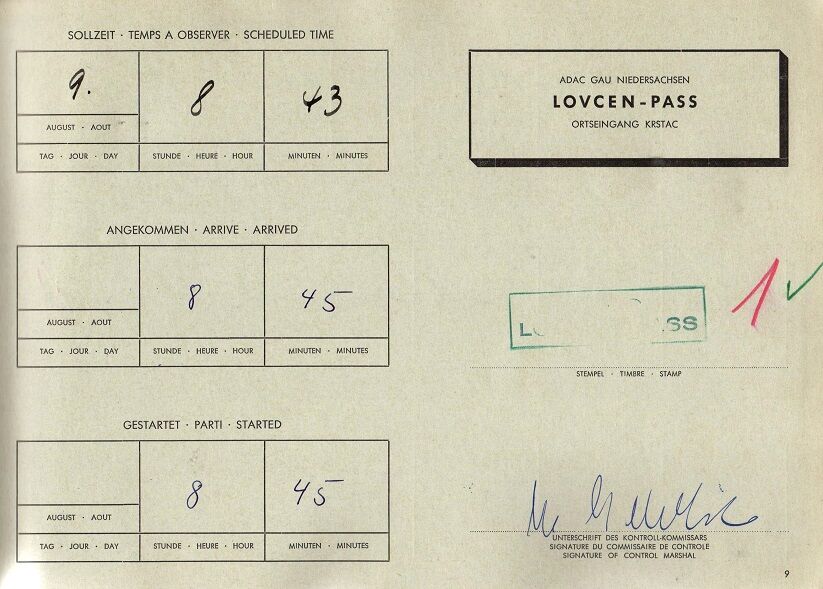 SOLLZEIT · TEMPS A OBSERVER · SCHEDULED TIME
9. 8 43
AUGUST · AOUT
TAG · JOUR · DAY STUNDE · HEURE · HOUR MINUTEN · MINUTES
ADAC GAU NIEDERSACHSEN
LOVCEN-PASS
ORTSEINGANG KRSTAC
ANGEKOMMEN · ARRIVE · ARRIVED
8 45
AUGUST · AOUT
TAG · JOUR · DAY STUNDE · HEURE · HOUR MINUTEN · MINUTES
1
STEMPEL · TIMBRE · STAMP
GESTARTET · PARTI · STARTED
8 45
AUGUST · AOUT
TAG · JOUR · DAY STUNDE · HEURE · HOUR MINUTEN · MINUTES
UNTERSCHRIFT DES KONTROLL-KOMMISSARS
SIGNATURE DU COMMISSAIRE DE CONTROLE
SIGNATURE OF CONTROL MARSHAL
9